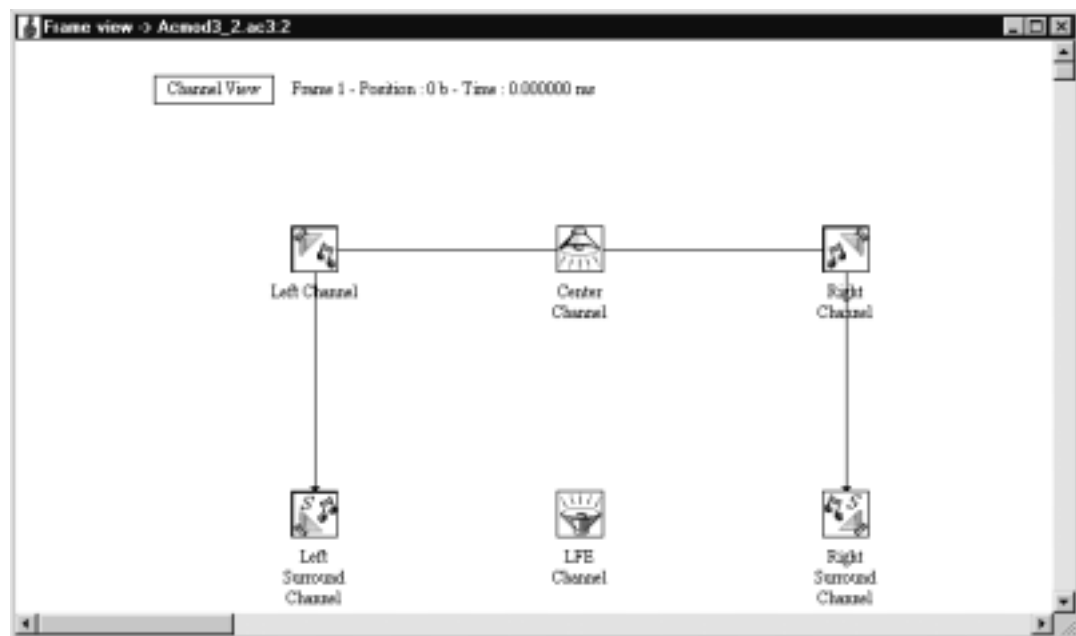 Frame view -> Acmod3_2.ac3:2
Channel View
Frame 1 - Position : 0 b - Time : 0.000000 ms
Left Channel
Center
Channel
Right
Channel
S
S
Left
Surround
Channel
LFE
Channel
Right
Surround
Channel